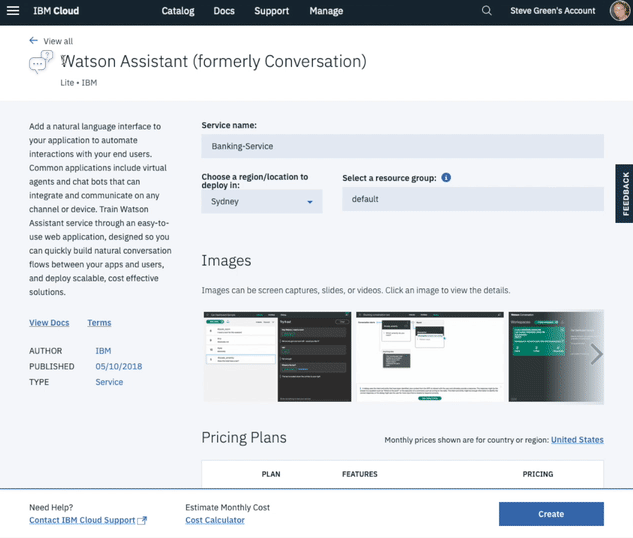 IBM Cloud
Catalog
Docs
Support
Manage
Steve Green's Account
View all
Watson Assistant (formerly Conversation)
Lite • IBM
Add a natural language interface to
your application to automate
interactions with your end users.
Common applications include virtual
agents and chat bots that can
integrate and communicate on any
channel or device. Train Watson
Assistant service through an easy-to-
use web application, designed so you
can quickly build natural conversation
flows between your apps and users,
and deploy scalable, cost effective
solutions.
View Docs
Terms
AUTHOR IBM
PUBLISHED 05/10/2018
TYPE Service
Service name:
Banking-Service
Choose a region/location to
deploy in:
Sydney
Select a resource group:
default
FEEDBACK
Images
Images can be screen captures, slides, or videos. Click an image to view the details.
Pricing Plans
Monthly prices shown are for country or region: United States
PLAN FEATURES PRICING
Need Help?
Contact IBM Cloud Support
Estimate Monthly Cost
Cost Calculator
Create